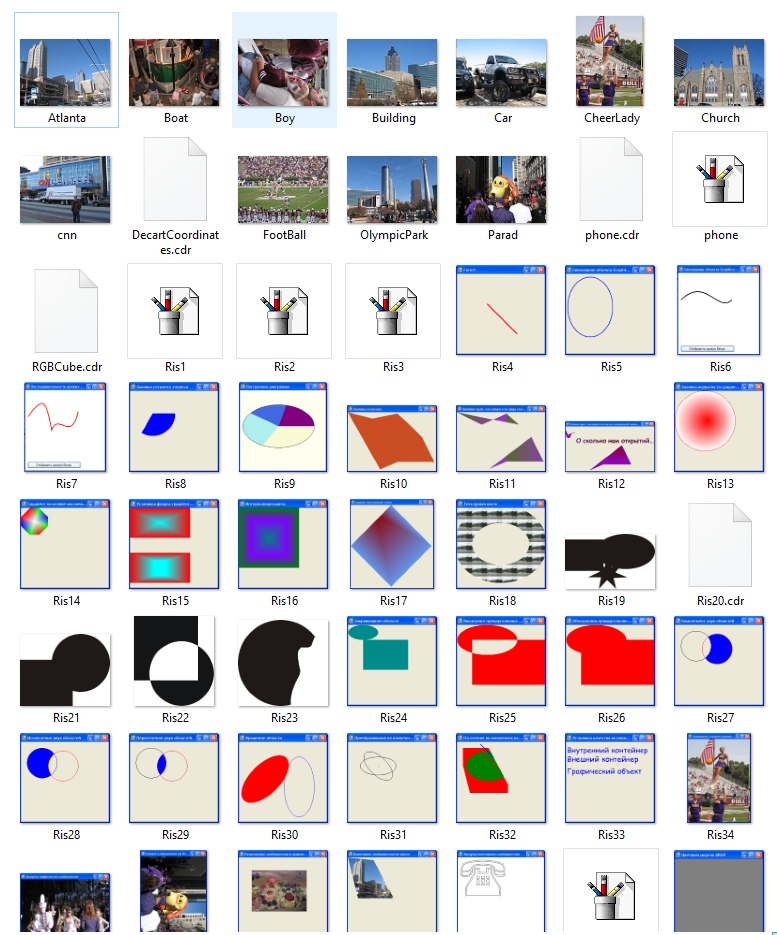 Atlanta
Boat
Boy
Building
Car
CheerLady
Church
cnn
DecartCoordinat
es.cdr
FootBall
OlympicPark
Parad
phone.cdr
phone
RGBCube.cdr
Ris1
Ris2
Ris3
Ris4
Ris5
Ris6
Ris7
Ris8
Ris9
Ris10
Ris11
О сколько нам открытий...
Ris12
Ris13
Ris14
Ris15
Ris16
Ris17
Ris18
Ris19
Ris20.cdr
Ris21
Ris22
Ris23
Ris24
Ris25
Ris26
Ris27
Внутренний контейнер
Внешний контейнер
Графический объект
Ris28
Ris29
Ris30
Ris31
Ris32
Ris33
Ris34